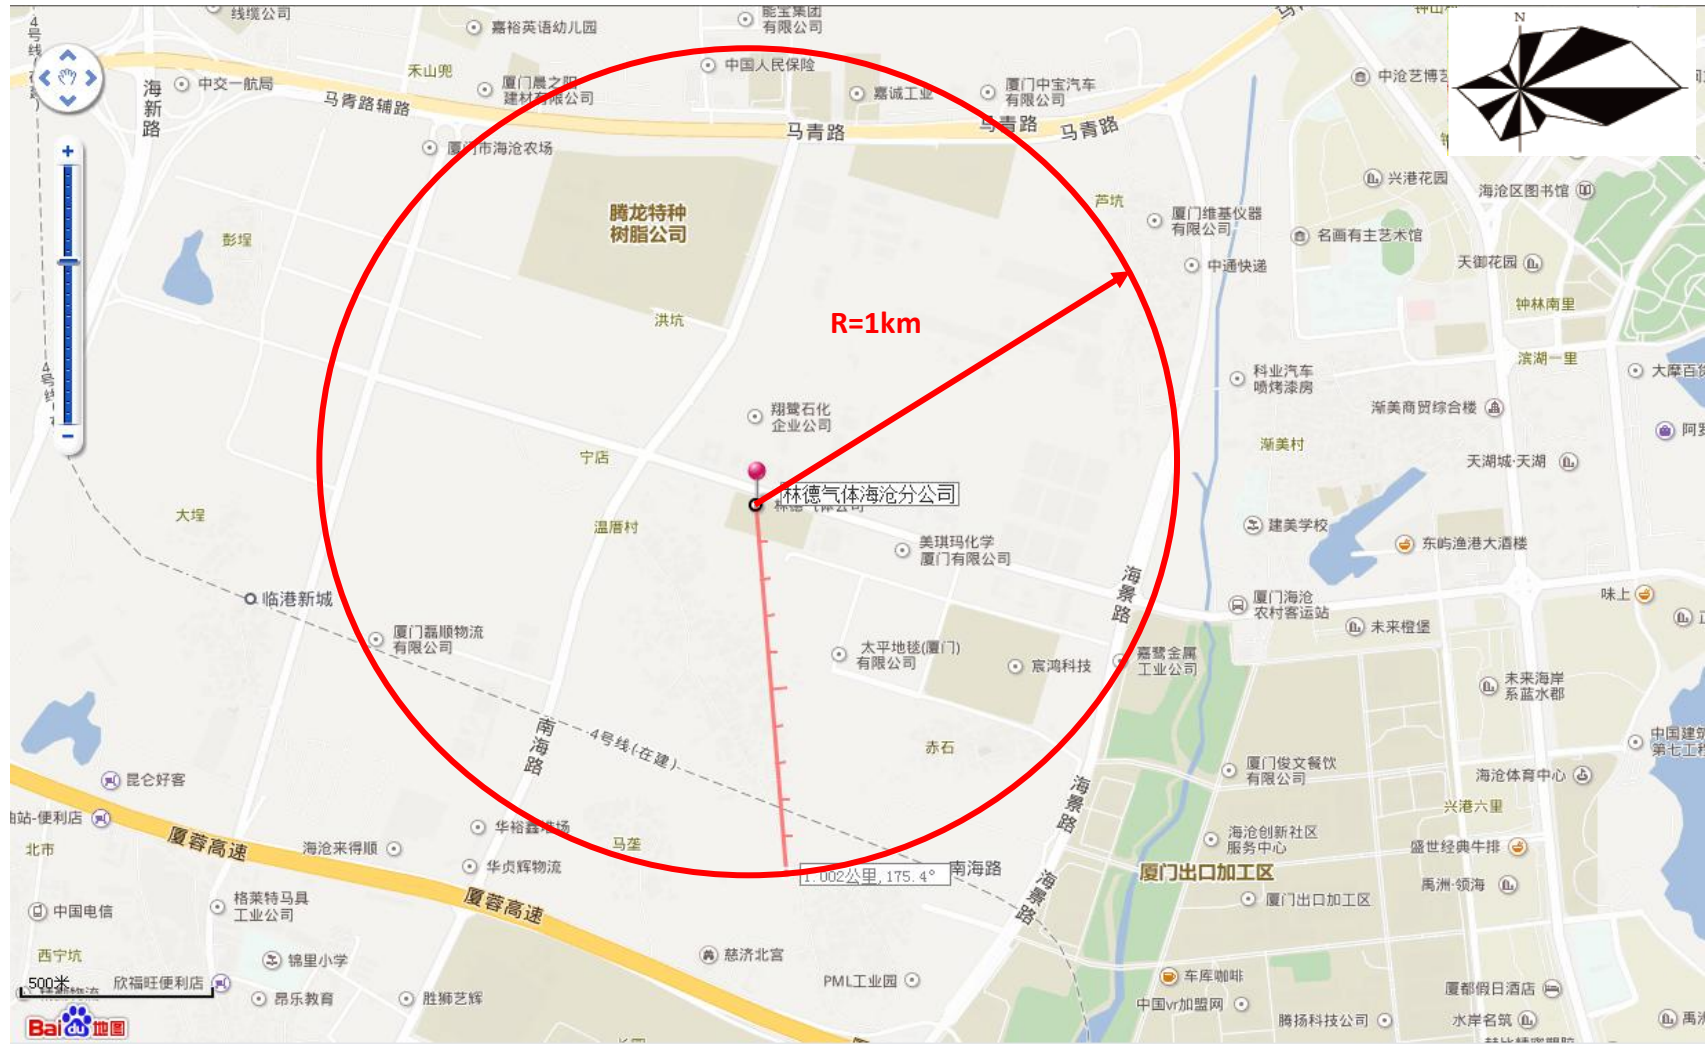 线缆公司
能宝集团
有限公司
嘉裕英语幼儿园
4号线(在建)
N
海新路
中交一航局
禾山兜
中国人民保险
厦门晨之阳
建材有限公司
嘉诚工业
厦门中宝汽车
有限公司
马青路辅路
马青路
马青路
马青路
厦门市海沧农场
兴港花园
海沧区图书馆
芦坑
厦门维基仪器
有限公司
腾龙特种
树脂公司
名画有主艺术馆
彭埕
中通快递
天御花园
钟林南里
洪坑
R=1km
滨湖一里
科业汽车
喷烤漆房
大摩百货
4号线
翔鹭石化
企业公司
渐美商贸综合楼
渐美村
宁店
天湖城·天湖
林德气体海沧分公司
大埕
温厝村
建美学校
东屿渔港大酒楼
美琪玛化学
厦门有限公司
海景路
临港新城
厦门海沧
农村客运站
味上
未来橙堡
厦门磊顺物流
有限公司
太平地毯(厦门)
有限公司
宸鸿科技
嘉鹭金属
工业公司
未来海岸
系蓝水郡
南海路
4号线(在建)
赤石
中国建筑
第七工程
厦门俊文餐饮
有限公司
海沧体育中心
昆仑好客
海景路
兴港六里
油站-便利店
厦蓉高速
华裕鑫堆场
海沧创新社区
服务中心
北市
海沧来得顺
马垄
盛世经典牛排
华贞辉物流
1.002公里,175.4°
南海路
厦门出口加工区
禹洲·领海
海景路
格莱特马具
工业公司
厦蓉高速
厦门出口加工区
中国电信
西宁坑
锦里小学
慈济北宫
车库咖啡
500米
欣福旺便利店
PML工业园
厦都假日酒店
昂乐教育
胜狮艺辉
中国vr加盟网
腾扬科技公司
水岸名筑
Baidu地图